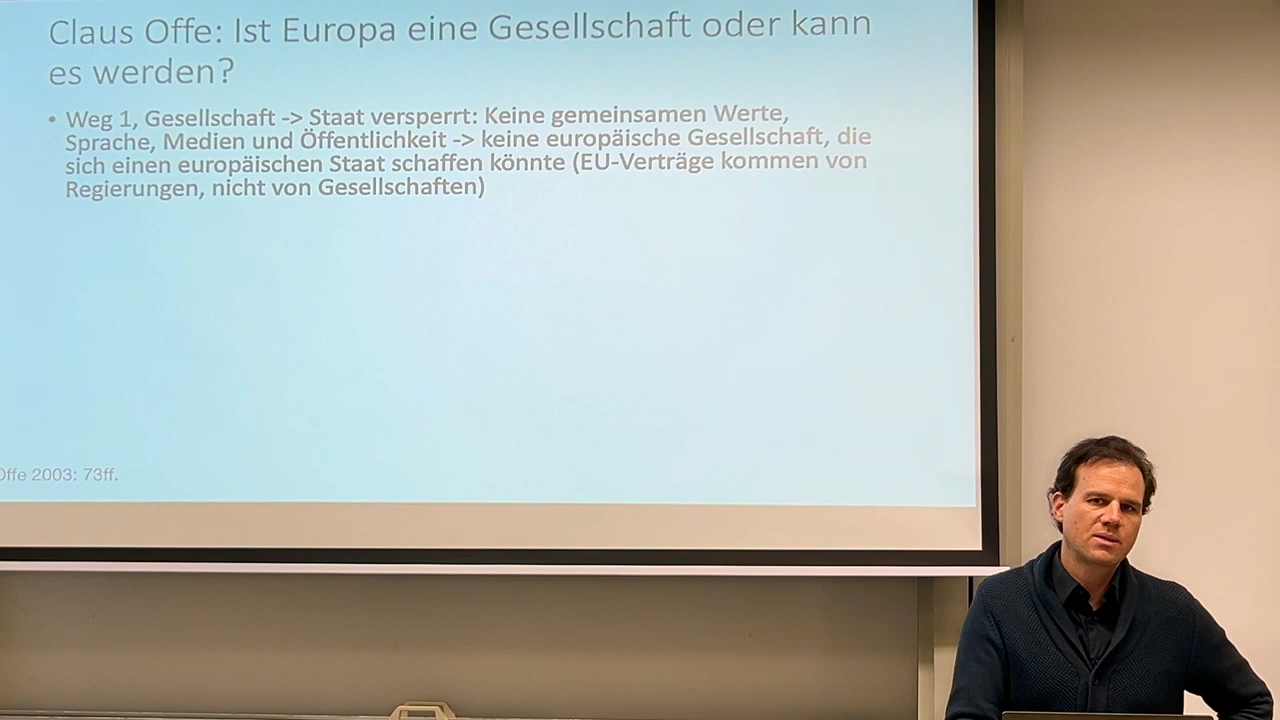 Claus Offe: Ist Europa eine Gesellschaft oder kann
es werden?
• Weg 1, Gesellschaft -> Staat versperrt: Keine gemeinsamen Werte,
Sprache, Medien und Öffentlichkeit -> keine europäische Gesellschaft, die
sich einen europäischen Staat schaffen könnte (EU-Verträge kommen von
Regierungen, nicht von Gesellschaften)
Offe 2003: 73ff.